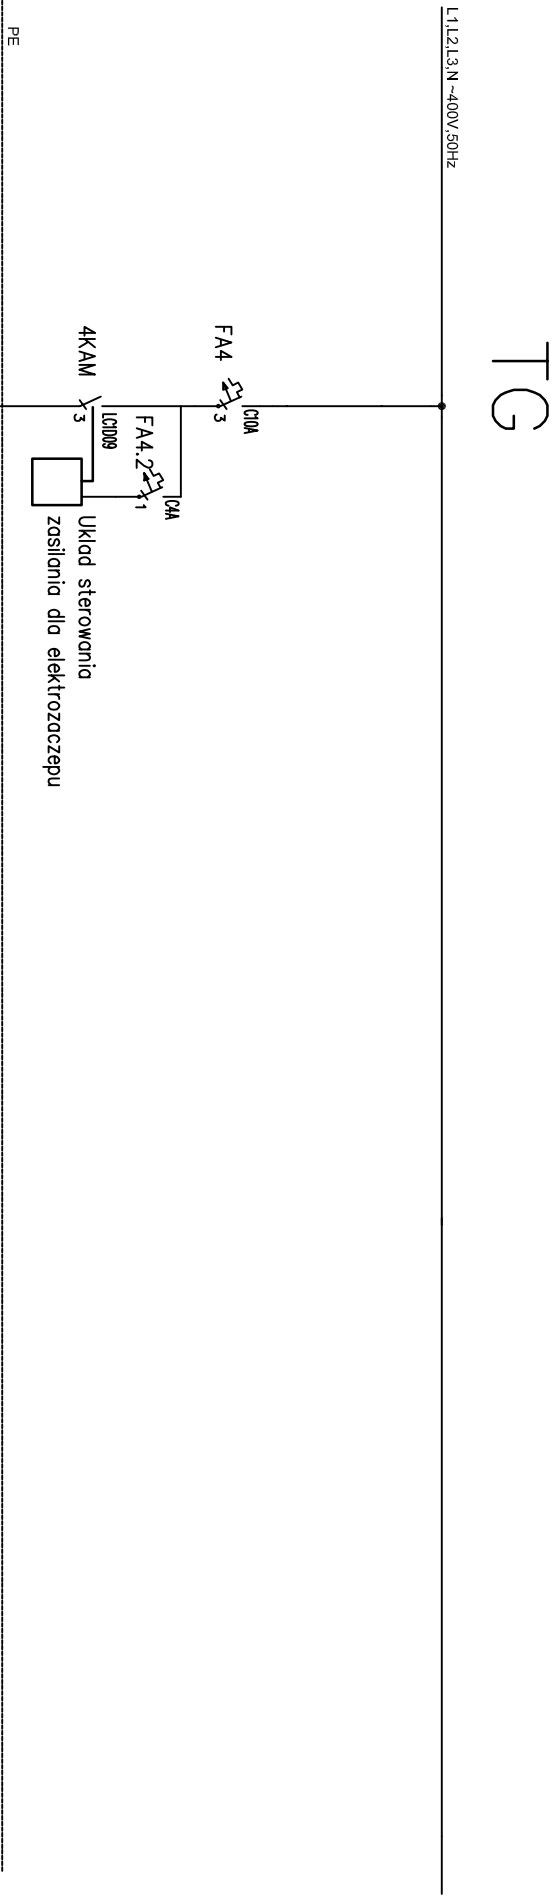 TG
L1,L2,L3,N ~400V,50Hz
FA4
C10A
3
FA4.2
C4A
1
4KAM
LC1D09
3
Uklad sterowania
zasilania dla elektrozaczepu
PE